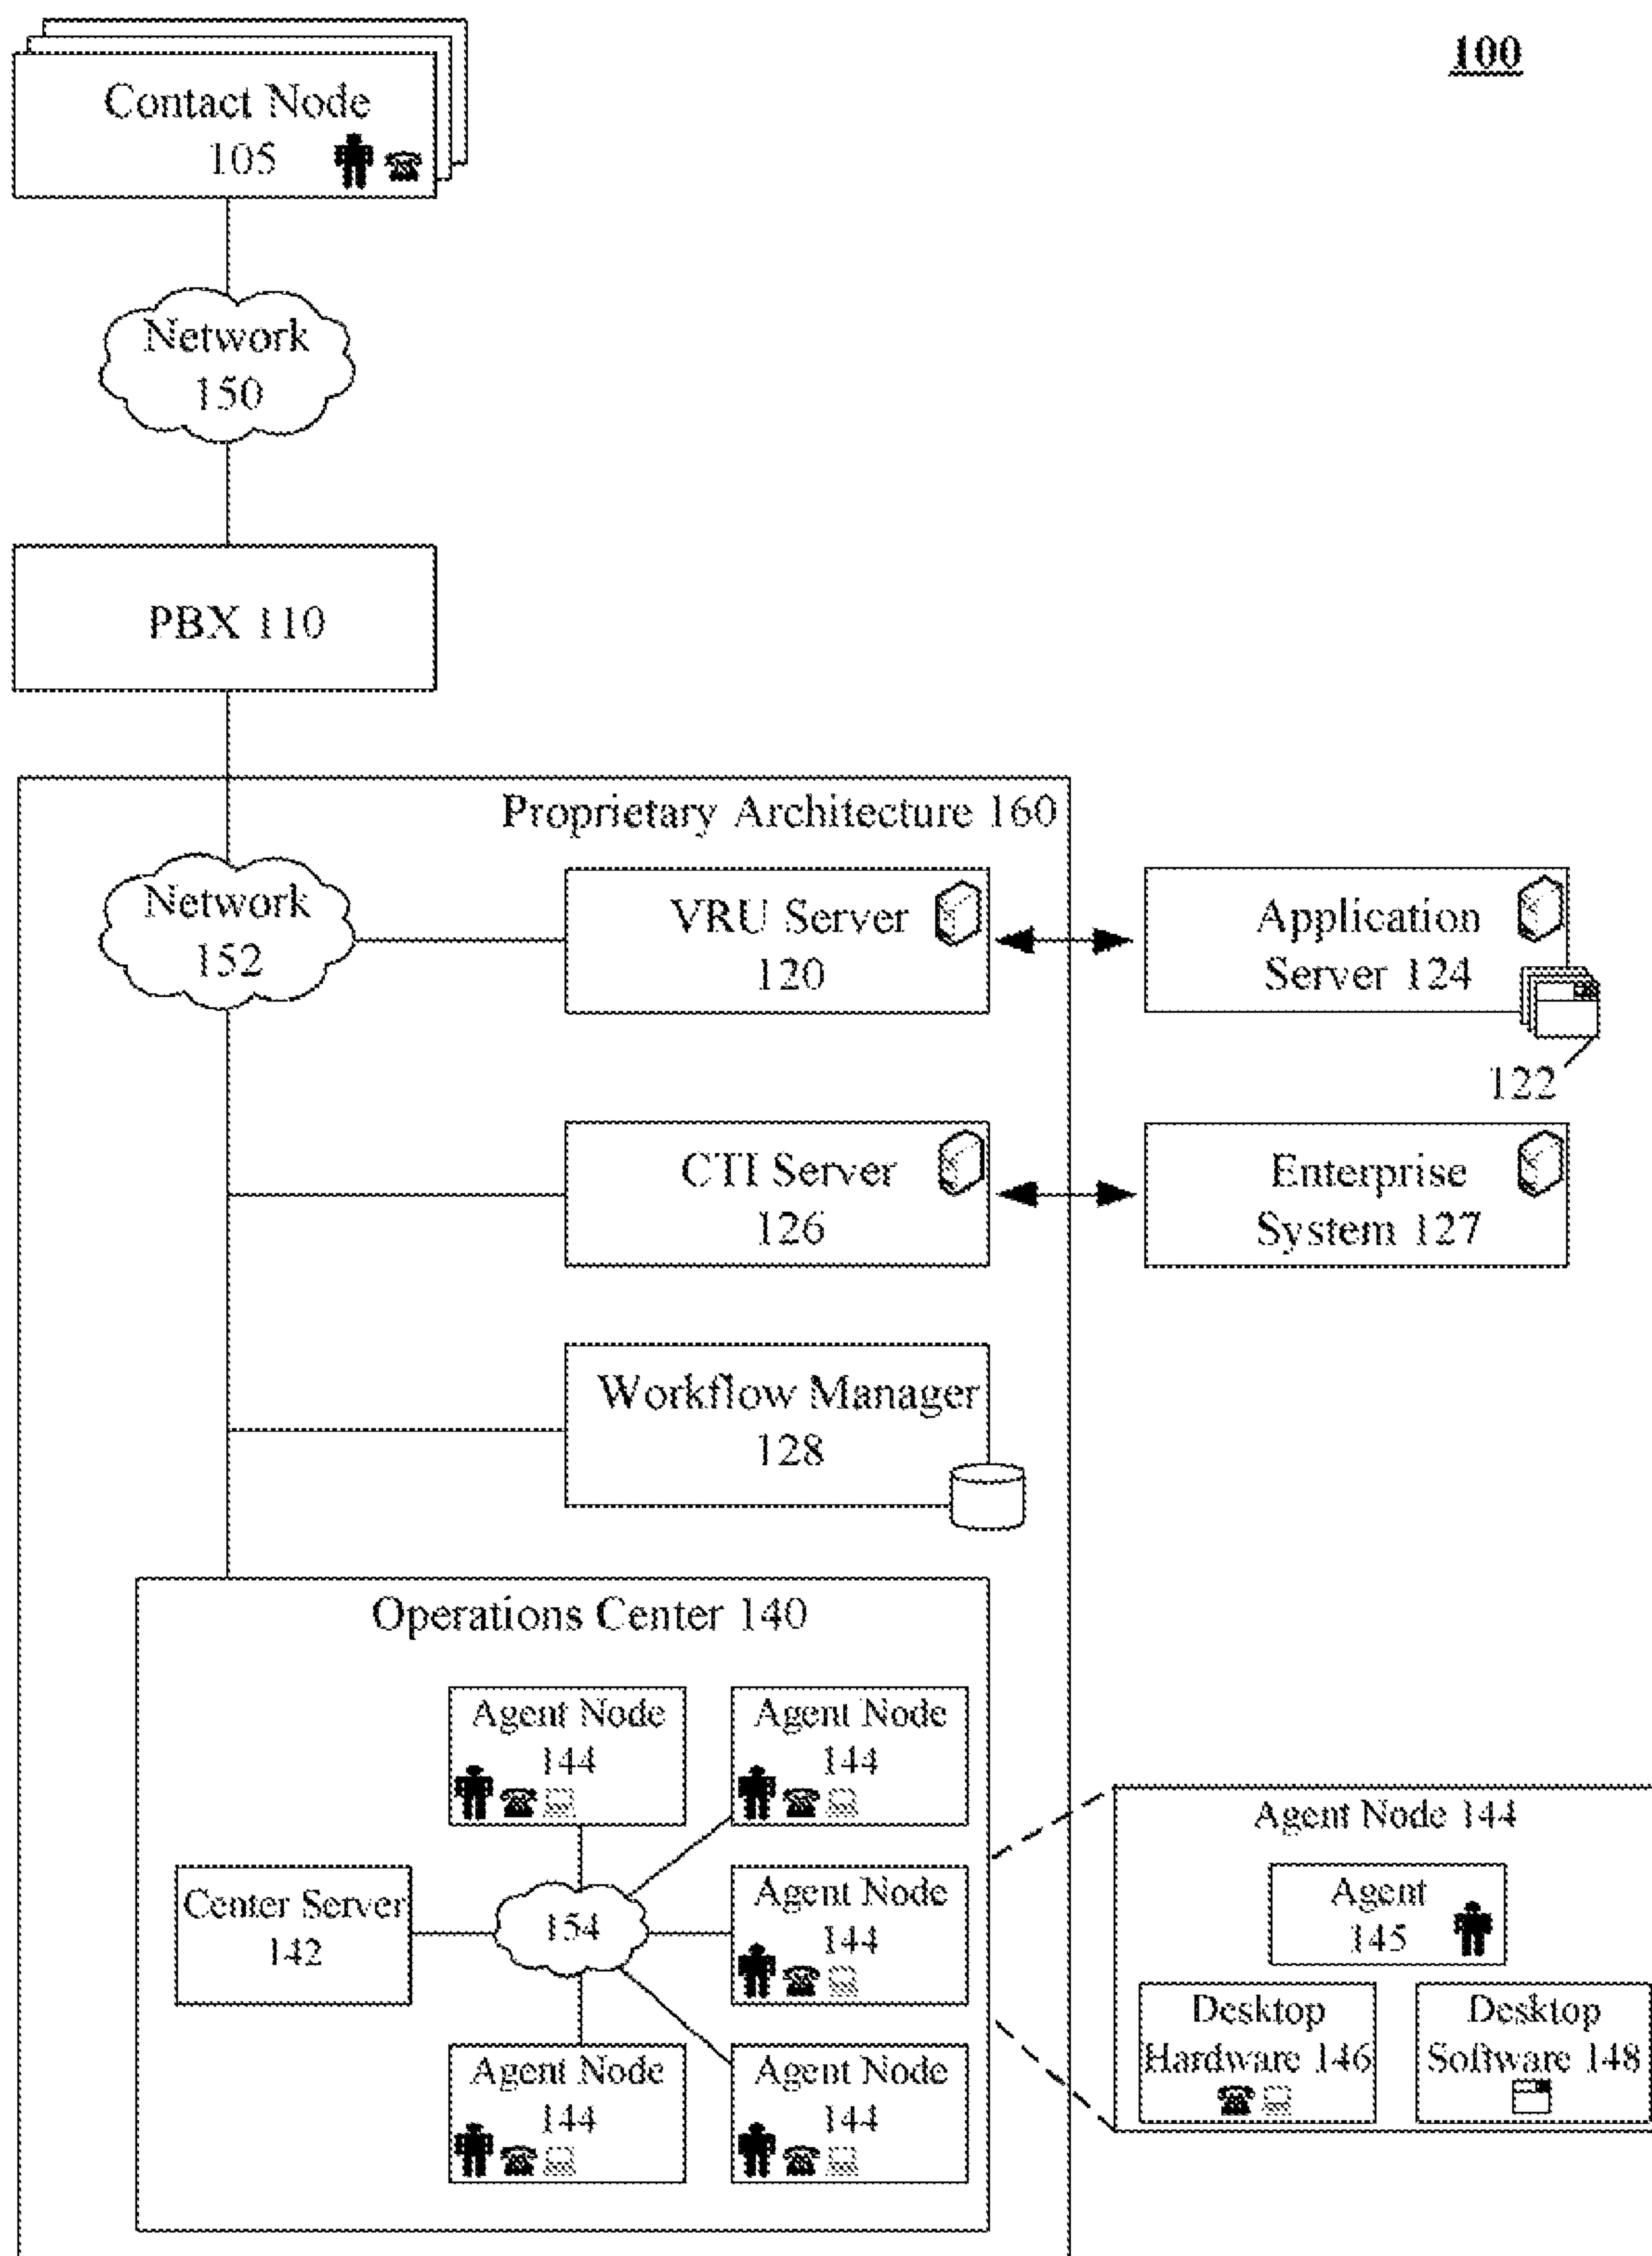 100
Contact Node
105
Network
150
PBX 110
Proprietary Architecture 160
Network
152
VRU Server
120
Application
Server 124
122
CTI Server
126
Enterprise
System 127
Workflow Manager
128
Operations Center 140
Agent Node
144
Agent Node
144
Center Server
142
154
Agent Node
144
Agent Node
144
Agent Node
144
Agent Node 144
Agent
145
Desktop
Hardware 146
Desktop
Software 148